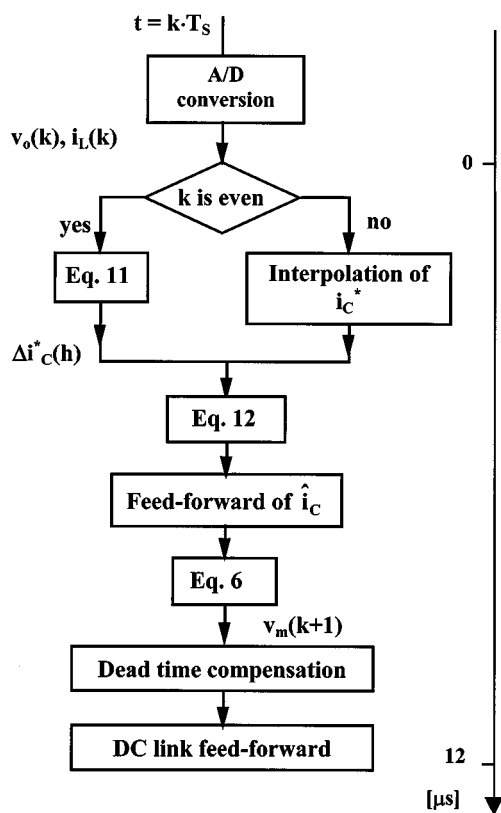 t = k·T_S
A/D
conversion
v_o(k), i_L(k)
0
k is even
yes
no
Eq. 11
Interpolation of
i_C^*
Δi^*_C(h)
Eq. 12
Feed-forward of î_C
Eq. 6
v_m(k+1)
Dead time compensation
DC link feed-forward
12
[μs]